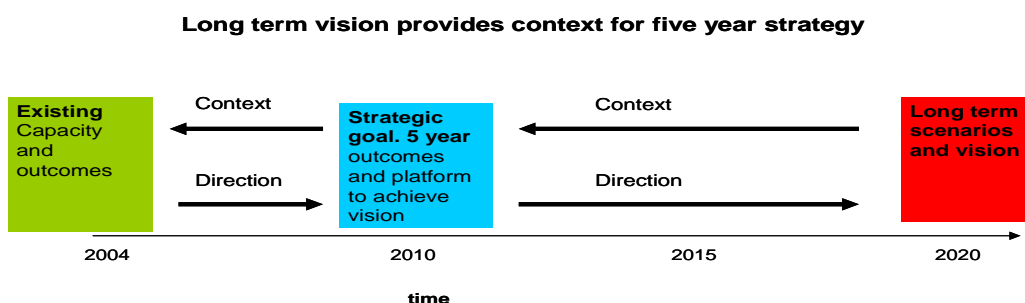 Long term vision provides context for five year strategy
Existing
Capacity
and
outcomes
Context
Direction
Strategic
goal. 5 year
outcomes
and platform
to achieve
vision
Context
Direction
Long term
scenarios
and vision
2004
2010
2015
2020
time